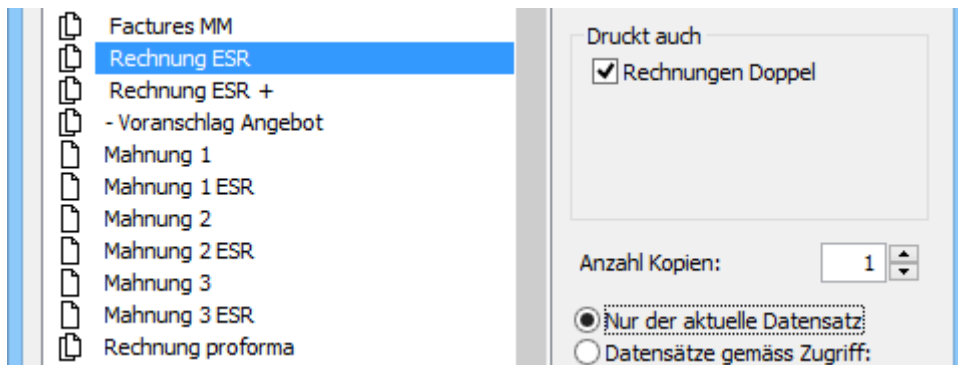 Factures MM
Rechnung ESR
Rechnung ESR +
- Voranschlag Angebot
Mahnung 1
Mahnung 1 ESR
Mahnung 2
Mahnung 2 ESR
Mahnung 3
Mahnung 3 ESR
Rechnung proforma
Druckt auch
Rechnungen Doppel
Anzahl Kopien: 1
Nur der aktuelle Datensatz
Datensätze gemäss Zugriff: